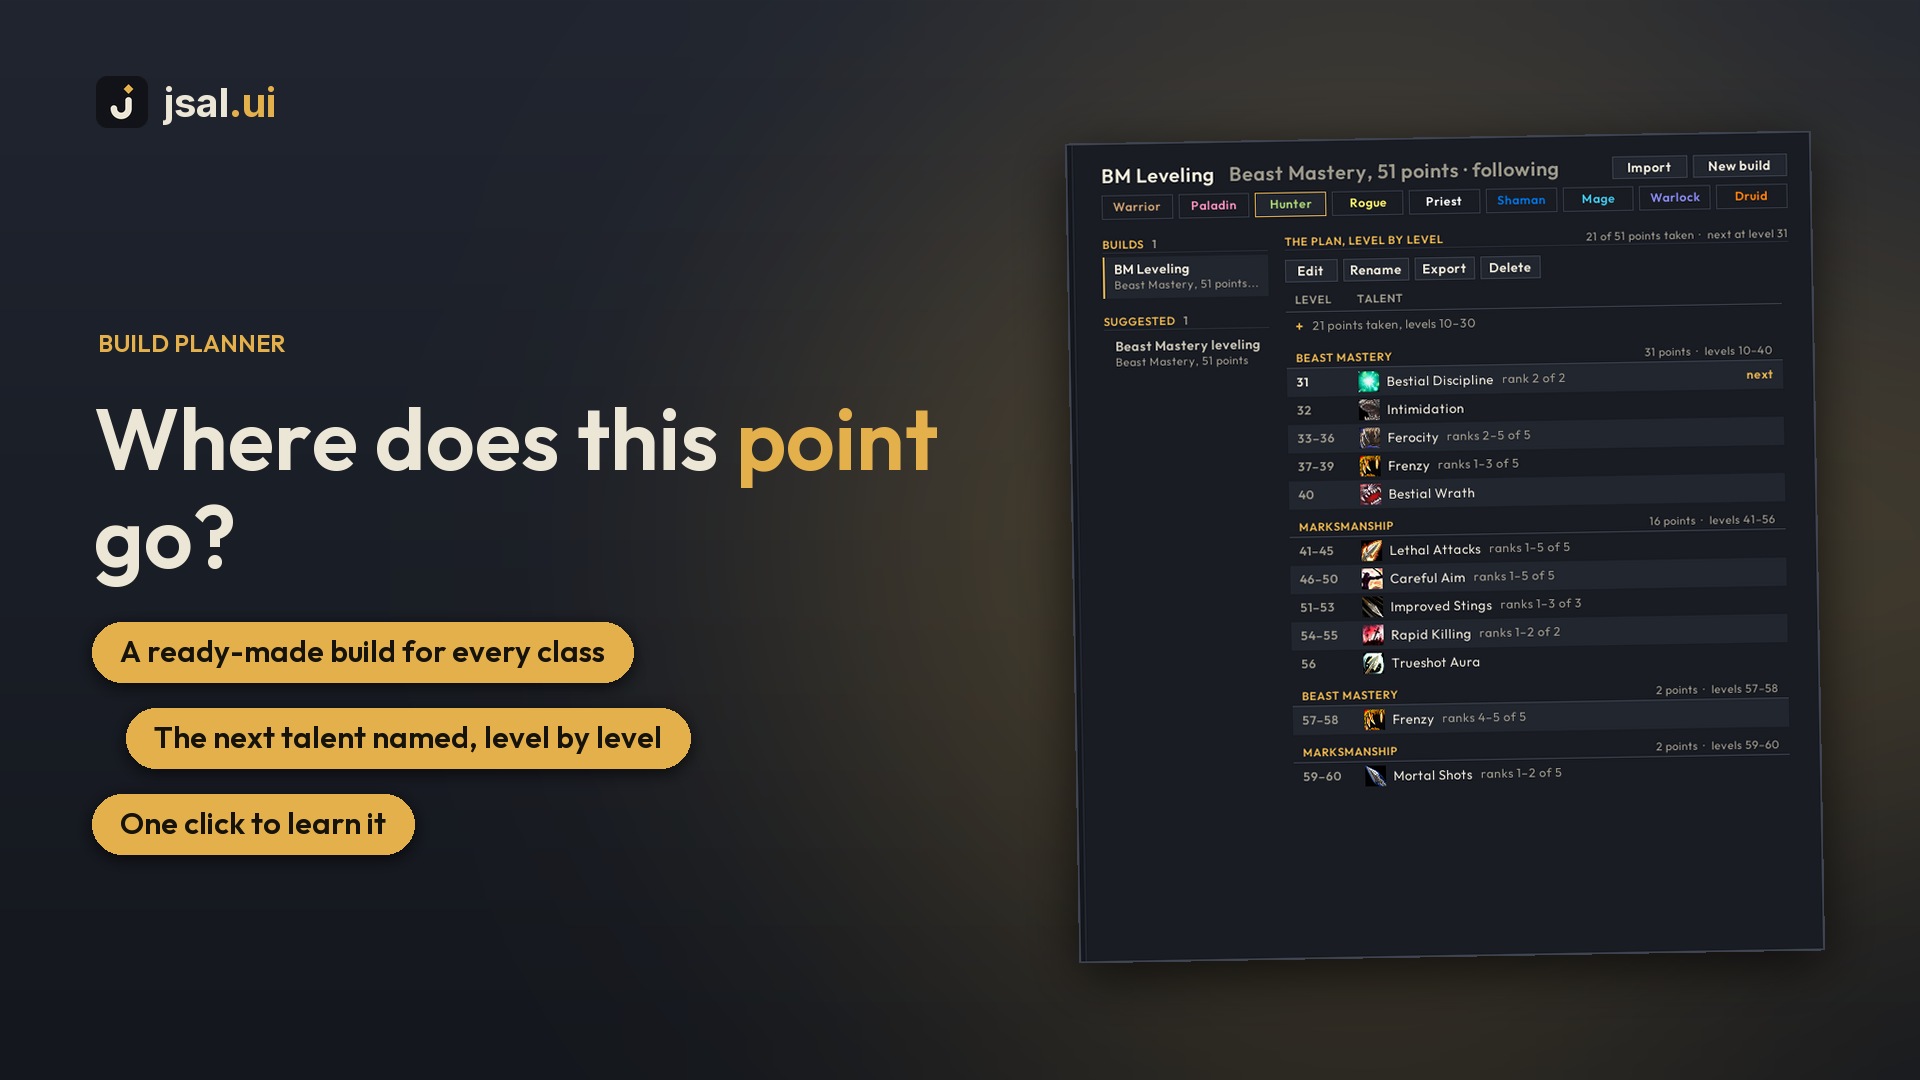 jsal.ui
BUILD PLANNER
Where does this point
go?
A ready-made build for every class
The next talent named, level by level
One click to learn it
BM Leveling Beast Mastery, 51 points · following
Import New build
Warrior Paladin Hunter Rogue Priest Shaman Mage Warlock Druid
BUILDS 1
BM Leveling
Beast Mastery, 51 points...
SUGGESTED 1
Beast Mastery leveling
Beast Mastery, 51 points
THE PLAN, LEVEL BY LEVEL 21 of 51 points taken · next at level 31
Edit Rename Export Delete
LEVEL TALENT
+ 21 points taken, levels 10–30
BEAST MASTERY 31 points · levels 10–40
31 Bestial Discipline rank 2 of 2 next
32 Intimidation
33–36 Ferocity ranks 2–5 of 5
37–39 Frenzy ranks 1–3 of 5
40 Bestial Wrath
MARKSMANSHIP 16 points · levels 41–56
41–45 Lethal Attacks ranks 1–5 of 5
46–50 Careful Aim ranks 1–5 of 5
51–53 Improved Stings ranks 1–3 of 3
54–55 Rapid Killing ranks 1–2 of 2
56 Trueshot Aura
BEAST MASTERY 2 points · levels 57–58
57–58 Frenzy ranks 4–5 of 5
MARKSMANSHIP 2 points · levels 59–60
59–60 Mortal Shots ranks 1–2 of 5